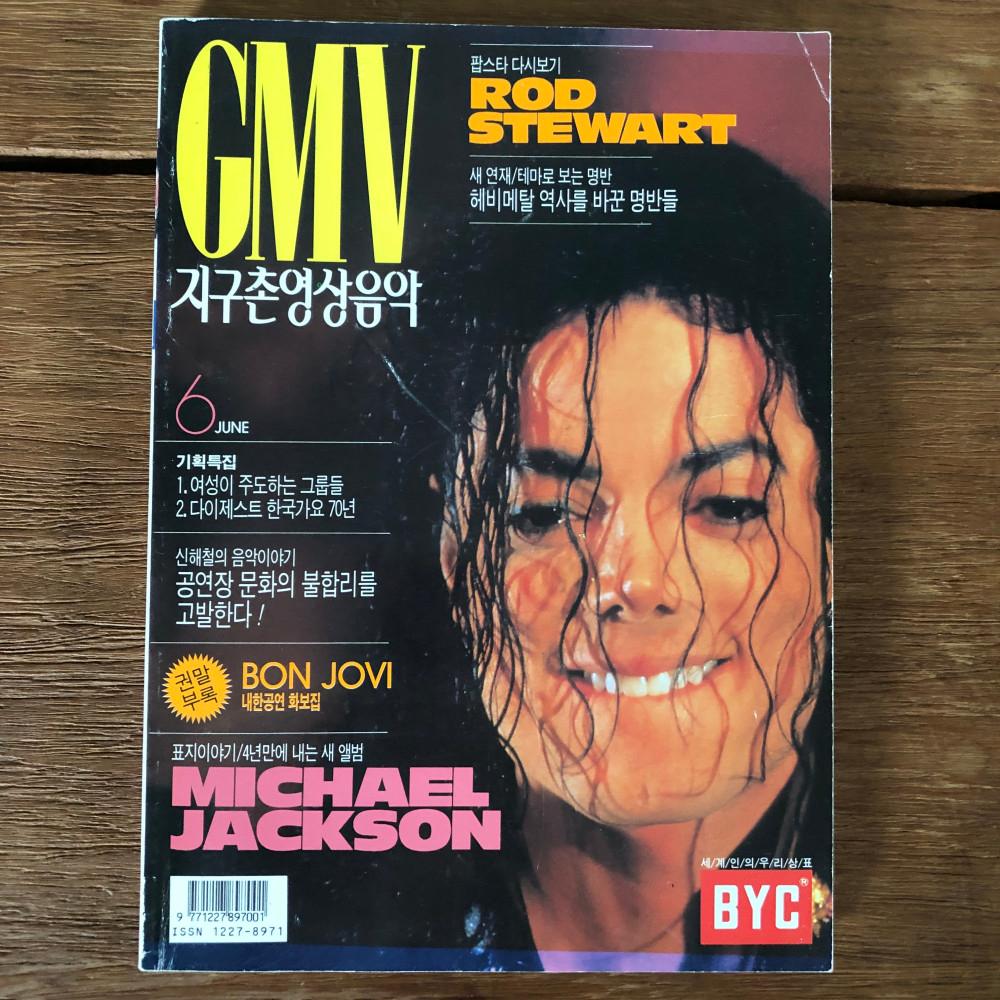 GMV
지구촌영상음악
팝스타 다시보기
ROD
STEWART
새 연재/테마로 보는 명반
헤비메탈 역사를 바꾼 명반들
6 JUNE
기획특집
1. 여성이 주도하는 그룹들
2. 다이제스트 한국가요 70년
신해철의 음악이야기
공연장 문화의 불합리를
고발한다!
권말
부록
BON JOVI
내한공연 화보집
표지이야기/4년만에 내는 새 앨범
MICHAEL
JACKSON
9 771227 897001
ISSN 1227-8971
세/계/인/의/우/리/상/표
BYC®